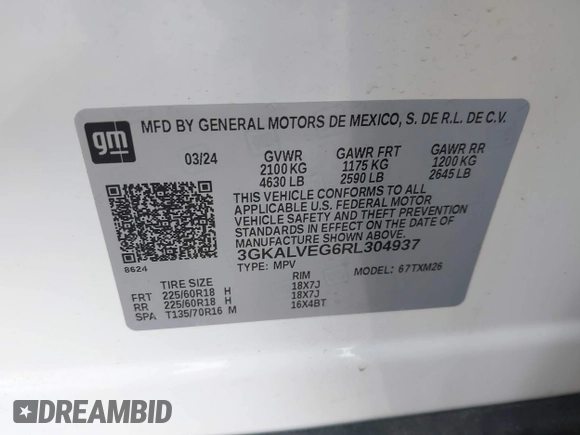 gm
MFD BY GENERAL MOTORS DE MEXICO, S. DE R.L. DE C.V.
03/24 GVWR GAWR FRT GAWR RR
2100 KG 1175 KG 1200 KG
4630 LB 2590 LB 2645 LB
THIS VEHICLE CONFORMS TO ALL
APPLICABLE U.S. FEDERAL MOTOR
VEHICLE SAFETY AND THEFT PREVENTION
STANDARDS IN EFFECT ON THE DATE OF
MANUFACTURE SHOWN ABOVE.
3GKALVEG6RL304937
8624 TYPE: MPV MODEL: 67TXM26
TIRE SIZE RIM
FRT 225/60R18 H 18X7J
RR 225/60R18 H 18X7J
SPA T135/70R16 M 16X4BT
DREAMBID